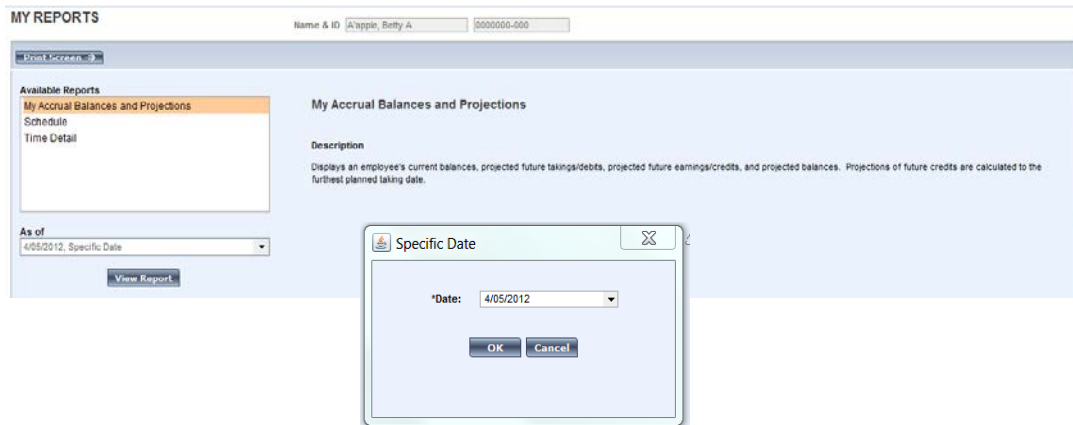 MY REPORTS
Name & ID A'apple, Betty A 0000000-000
Print Screen
Available Reports
My Accrual Balances and Projections
Schedule
Time Detail
As of
4/05/2012, Specific Date
View Report
My Accrual Balances and Projections
Description
Displays an employee's current balances, projected future takings/debits, projected future earnings/credits, and projected balances. Projections of future credits are calculated to the
furthest planned taking date.
Specific Date
*Date: 4/05/2012
OK Cancel